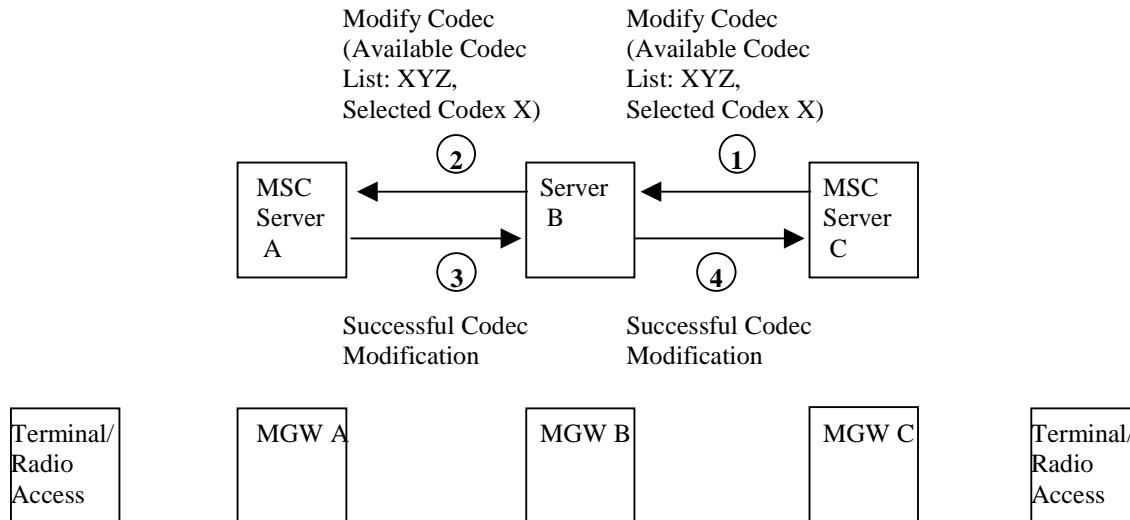 Modify Codec
(Available Codec
List: XYZ,
Selected Codex X)
Modify Codec
(Available Codec
List: XYZ,
Selected Codex X)
2
1
MSC
Server
A
Server
B
MSC
Server
C
3
4
Successful Codec
Modification
Successful Codec
Modification
Terminal/
Radio
Access
MGW A
MGW B
MGW C
Terminal/
Radio
Access